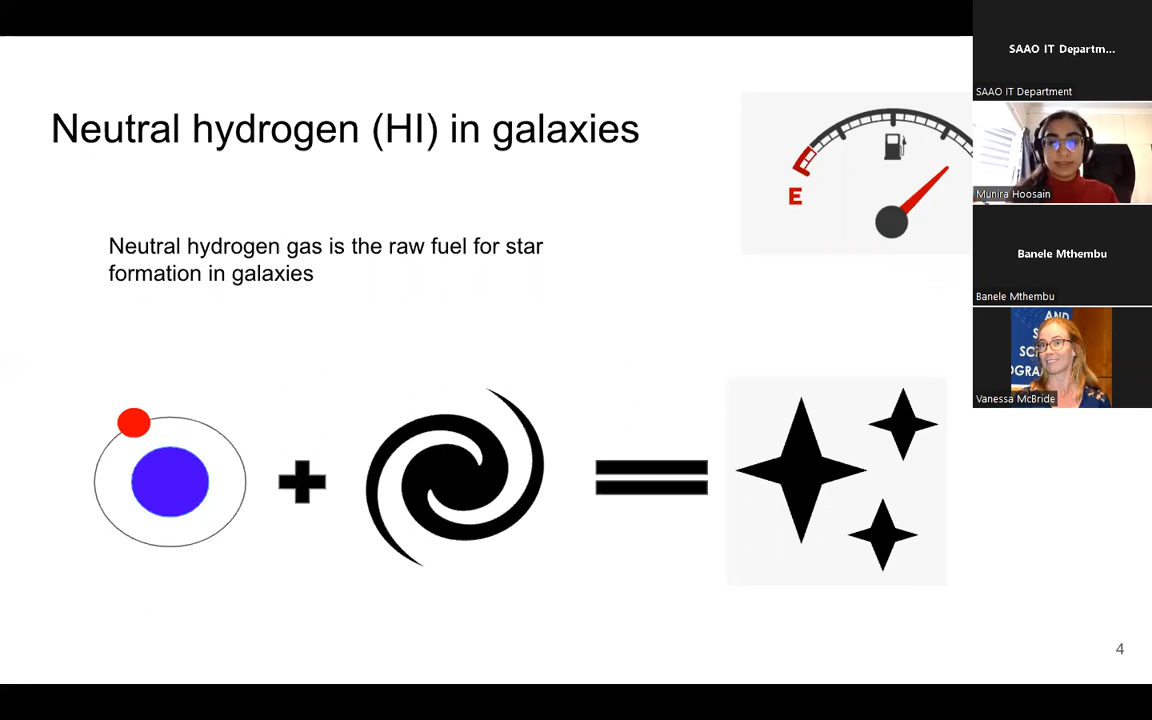 Neutral hydrogen (HI) in galaxies
E
Neutral hydrogen gas is the raw fuel for star
formation in galaxies
4
SAAO IT Departm...
SAAO IT Department
Munira Hoosain
Banele Mthembu
Banele Mthembu
AND
Vanessa McBride